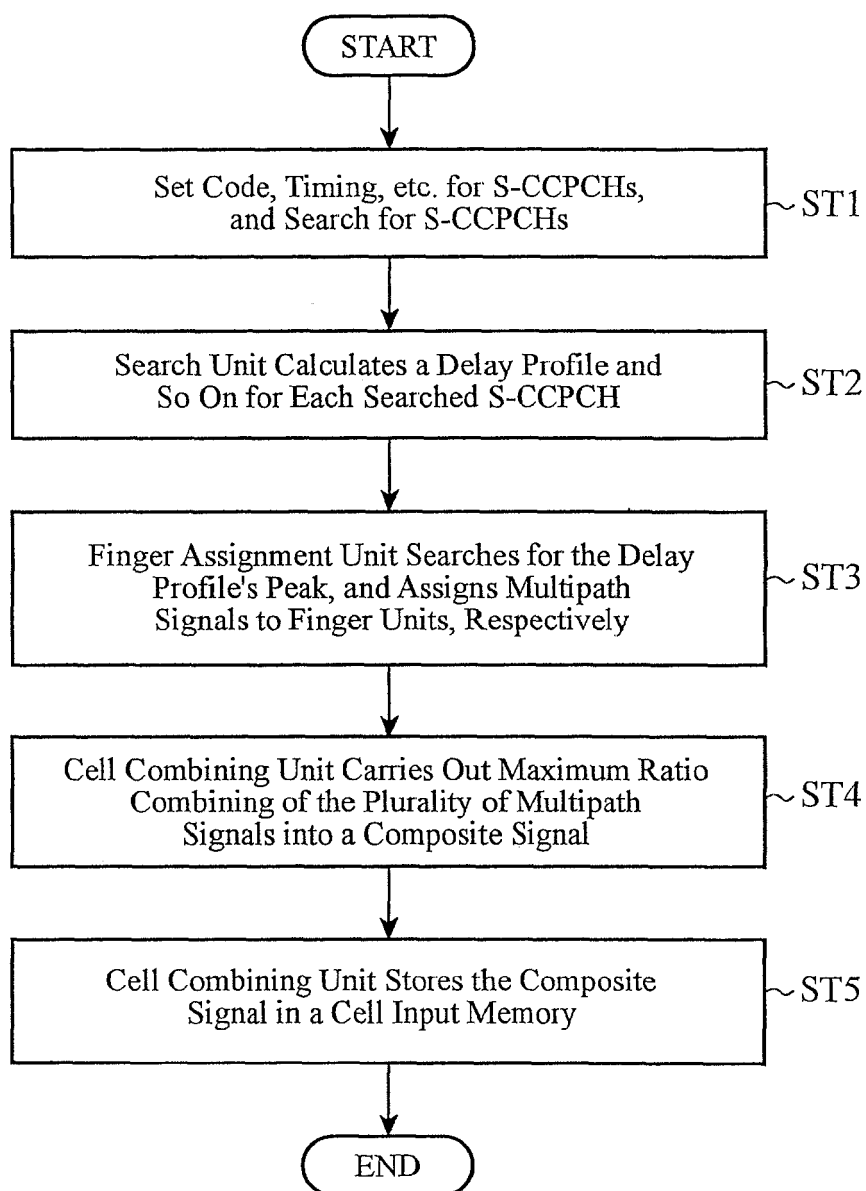 START
Set Code, Timing, etc. for S-CCPCHs,
and Search for S-CCPCHs
~ ST1
Search Unit Calculates a Delay Profile and
So On for Each Searched S-CCPCH
~ ST2
Finger Assignment Unit Searches for the Delay
Profile's Peak, and Assigns Multipath
Signals to Finger Units, Respectively
~ ST3
Cell Combining Unit Carries Out Maximum Ratio
Combining of the Plurality of Multipath
Signals into a Composite Signal
~ ST4
Cell Combining Unit Stores the Composite
Signal in a Cell Input Memory
~ ST5
END